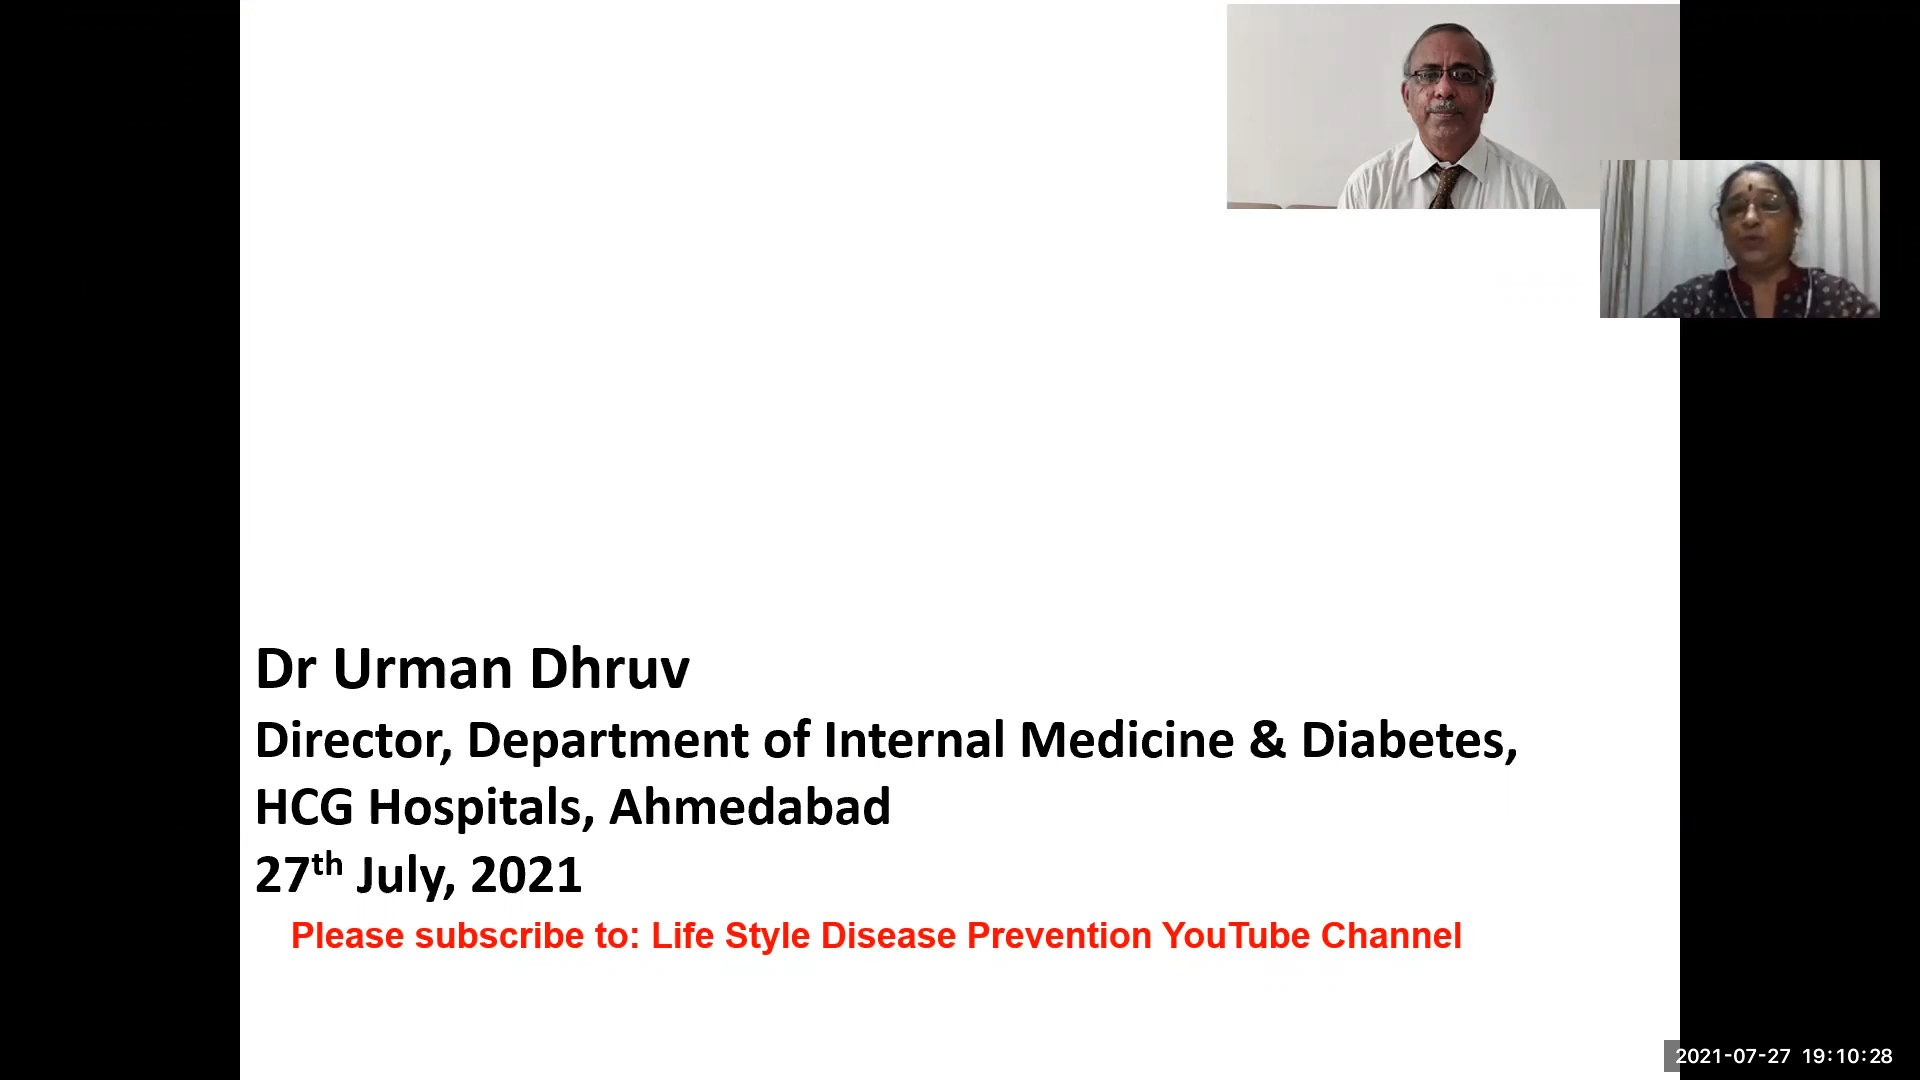 Dr Urman Dhruv
Director, Department of Internal Medicine & Diabetes,
HCG Hospitals, Ahmedabad
27th July, 2021
Please subscribe to: Life Style Disease Prevention YouTube Channel
2021-07-27 19:10:28